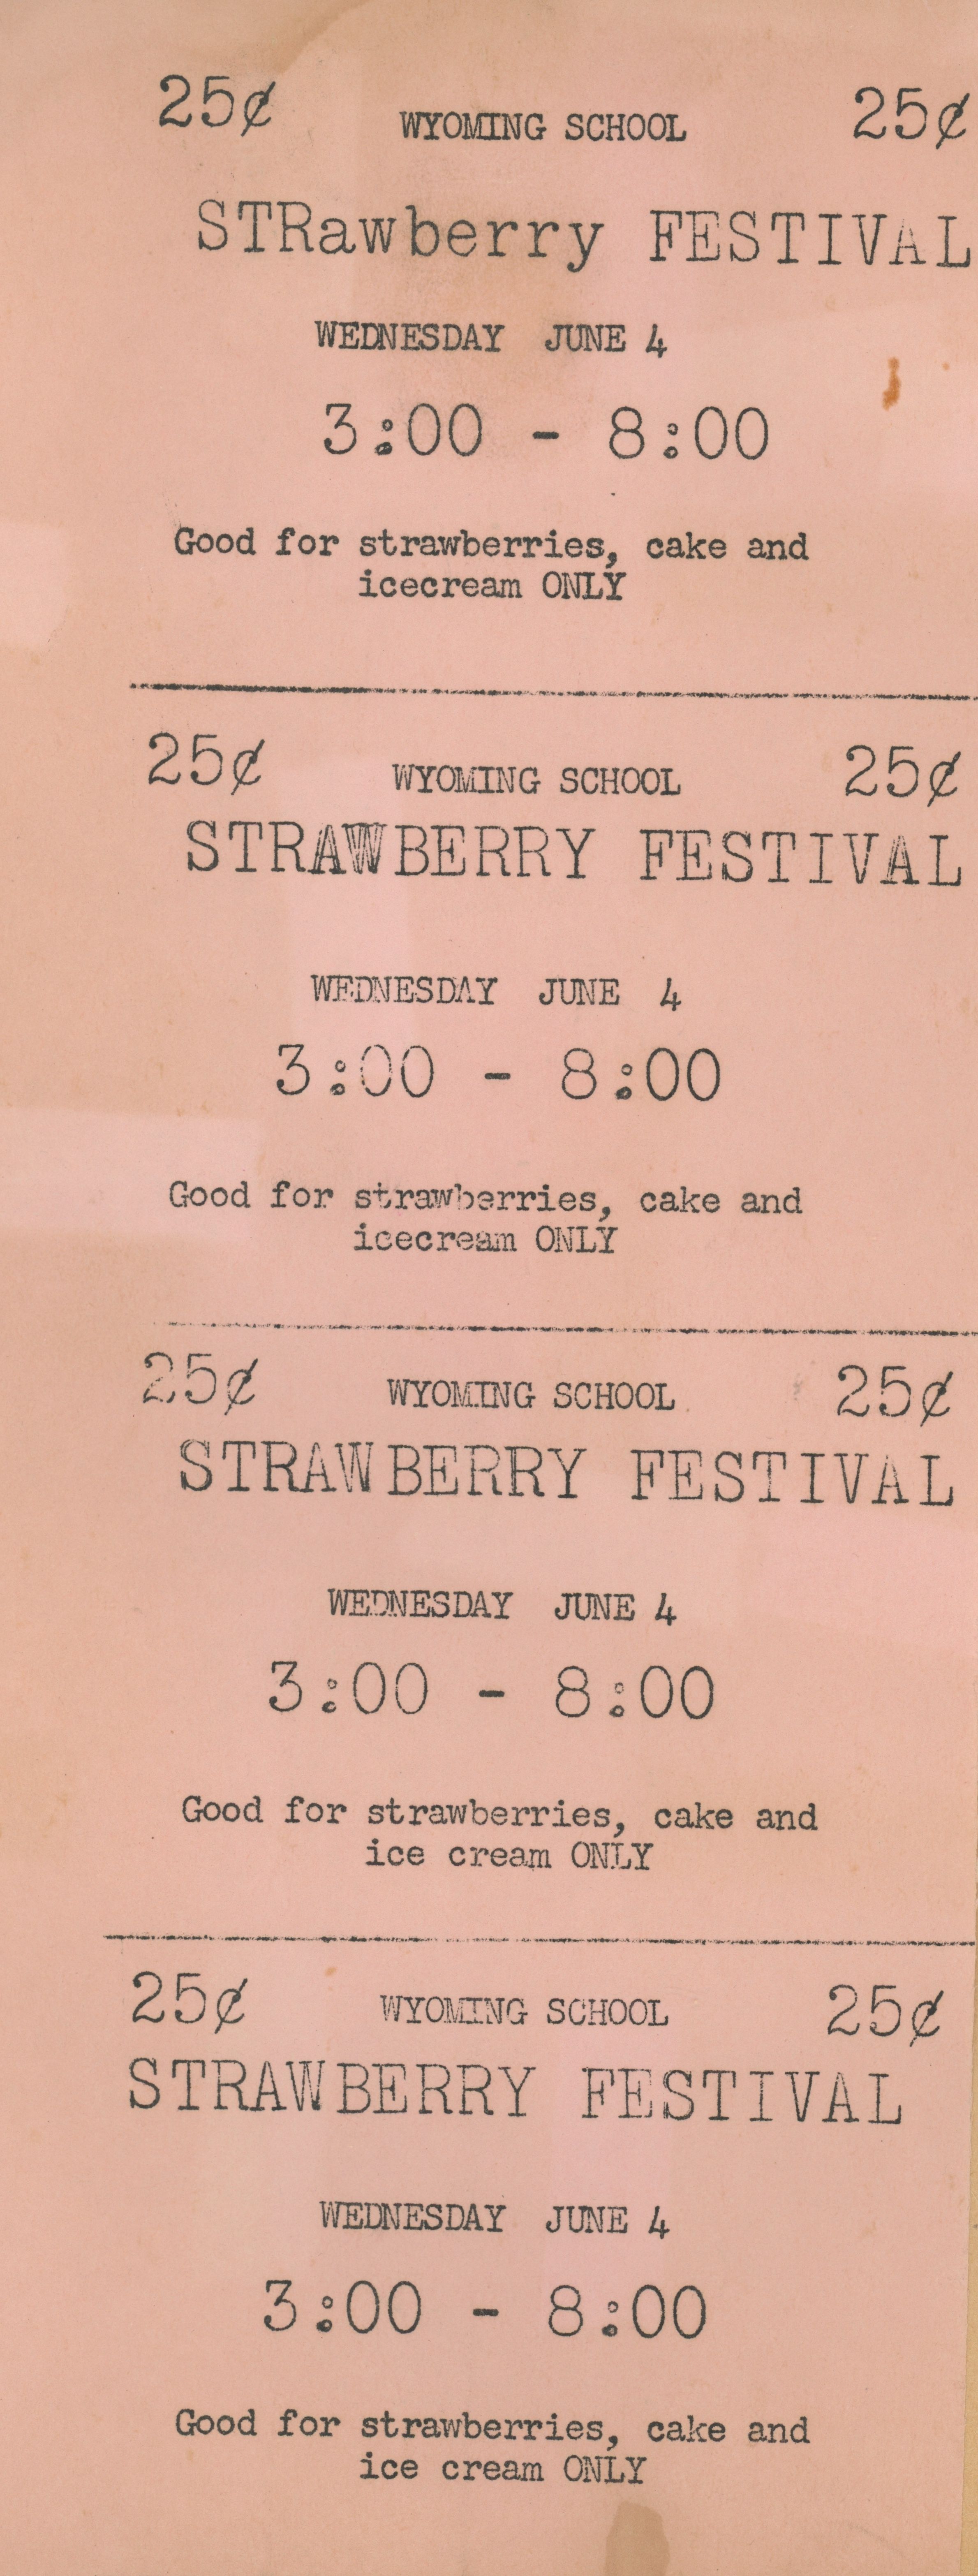 25¢ WYOMING SCHOOL 25¢
STRawberry FESTIVAL
WEDNESDAY JUNE 4
3:00 - 8:00
Good for strawberries, cake and
icecream ONLY
25¢ WYOMING SCHOOL 25¢
STRAWBERRY FESTIVAL
WEDNESDAY JUNE 4
3:00 - 8:00
Good for strawberries, cake and
icecream ONLY
25¢ WYOMING SCHOOL 25¢
STRAWBERRY FESTIVAL
WEDNESDAY JUNE 4
3:00 - 8:00
Good for strawberries, cake and
ice cream ONLY
25¢ WYOMING SCHOOL 25¢
STRAWBERRY FESTIVAL
WEDNESDAY JUNE 4
3:00 - 8:00
Good for strawberries, cake and
ice cream ONLY